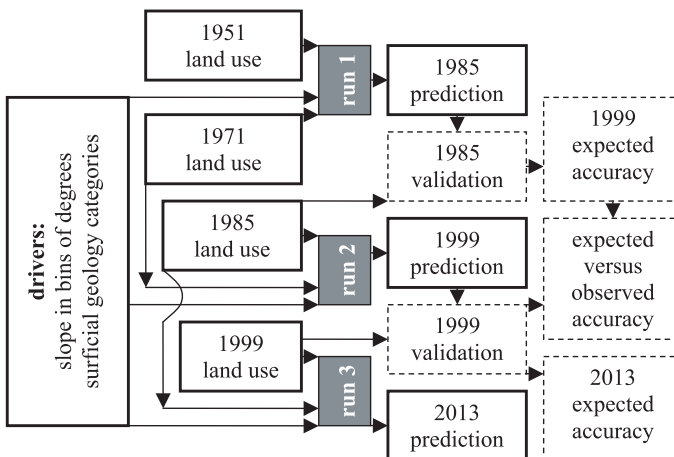 drivers:
slope in bins of degrees
surficial geology categories
1951
land use
1971
land use
1985
land use
1999
land use
run 1
run 2
run 3
1985
prediction
1985
validation
1999
prediction
1999
validation
2013
prediction
1999
expected
accuracy
expected
versus
observed
accuracy
2013
expected
accuracy